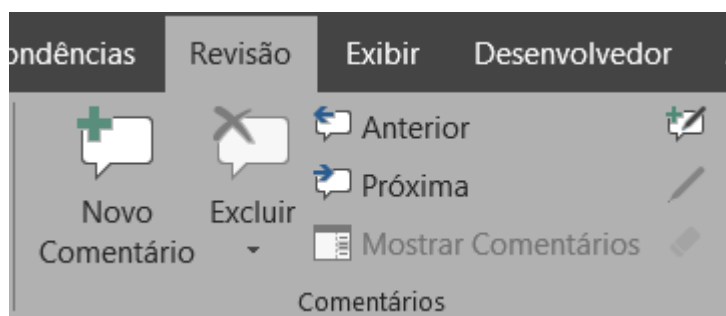 ondências Revisão Exibir Desenvolvedor
Novo
Comentário
Excluir
Anterior
Próxima
Mostrar Comentários
Comentários